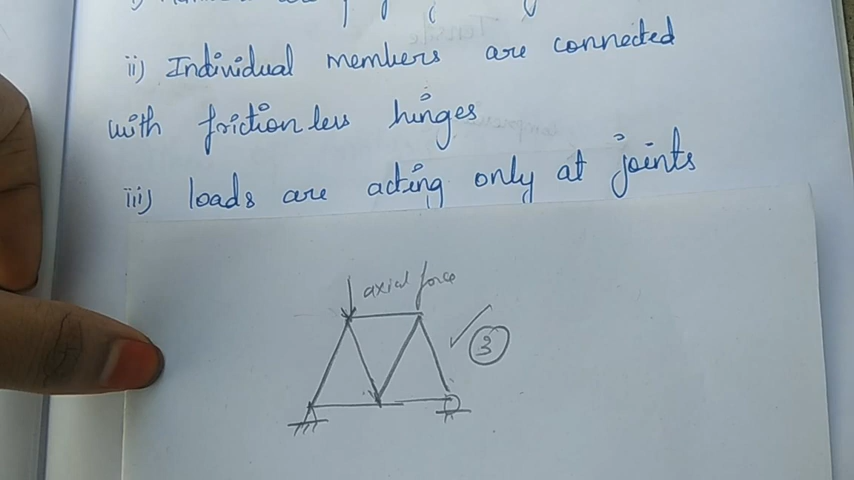 ii) Individual members are connected
with frictionless hinges
iii) loads are acting only at joints
axial force
3